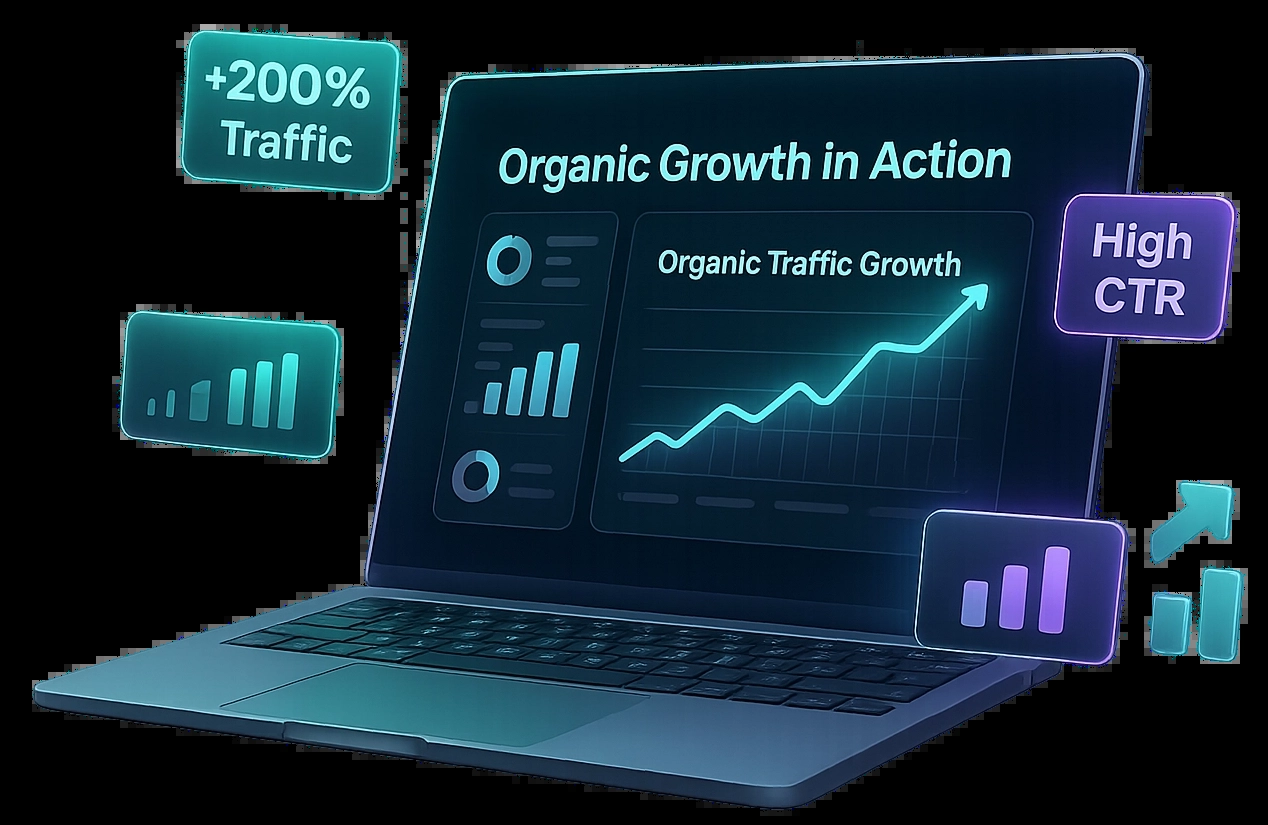 +200%
Traffic
Organic Growth in Action
Organic Traffic Growth
High
CTR